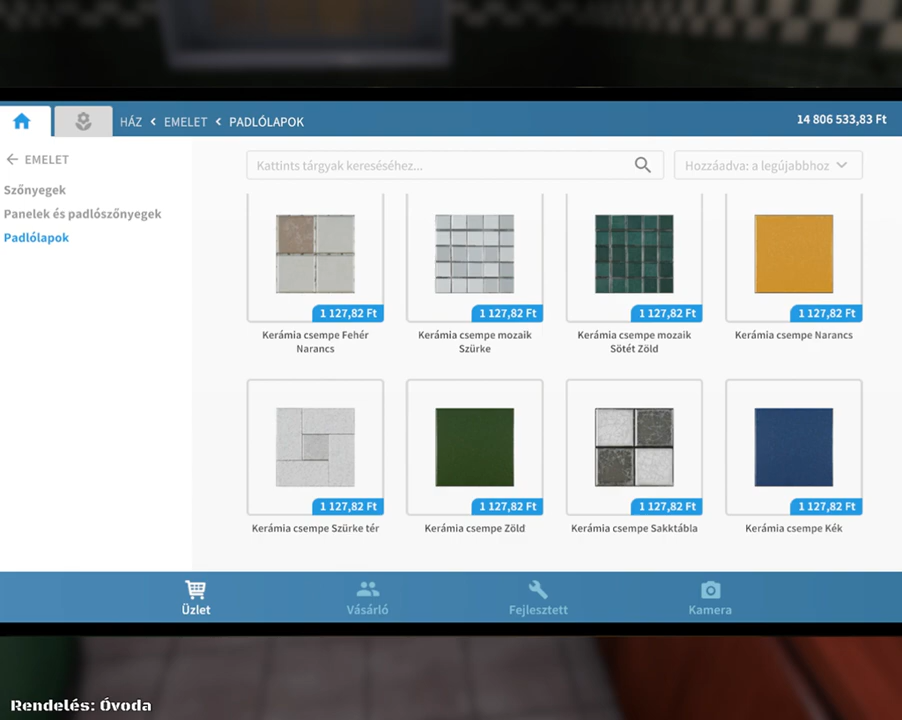 HÁZ < EMELET < PADLÓLAPOK
14 806 533,83 Ft
← EMELET
Szőnyegek
Panelek és padlószőnyegek
Padlólapok
Kattints tárgyak kereséséhez...
Hozzáadva: a legújabbhoz
1 127,82 Ft
Kerámia csempe Fehér
Narancs
1 127,82 Ft
Kerámia csempe mozaik
Szürke
1 127,82 Ft
Kerámia csempe mozaik
Sötét Zöld
1 127,82 Ft
Kerámia csempe Narancs
1 127,82 Ft
Kerámia csempe Szürke tér
1 127,82 Ft
Kerámia csempe Zöld
1 127,82 Ft
Kerámia csempe Sakktábla
1 127,82 Ft
Kerámia csempe Kék
Üzlet
Vásárló
Fejlesztett
Kamera
Rendelés: Óvoda